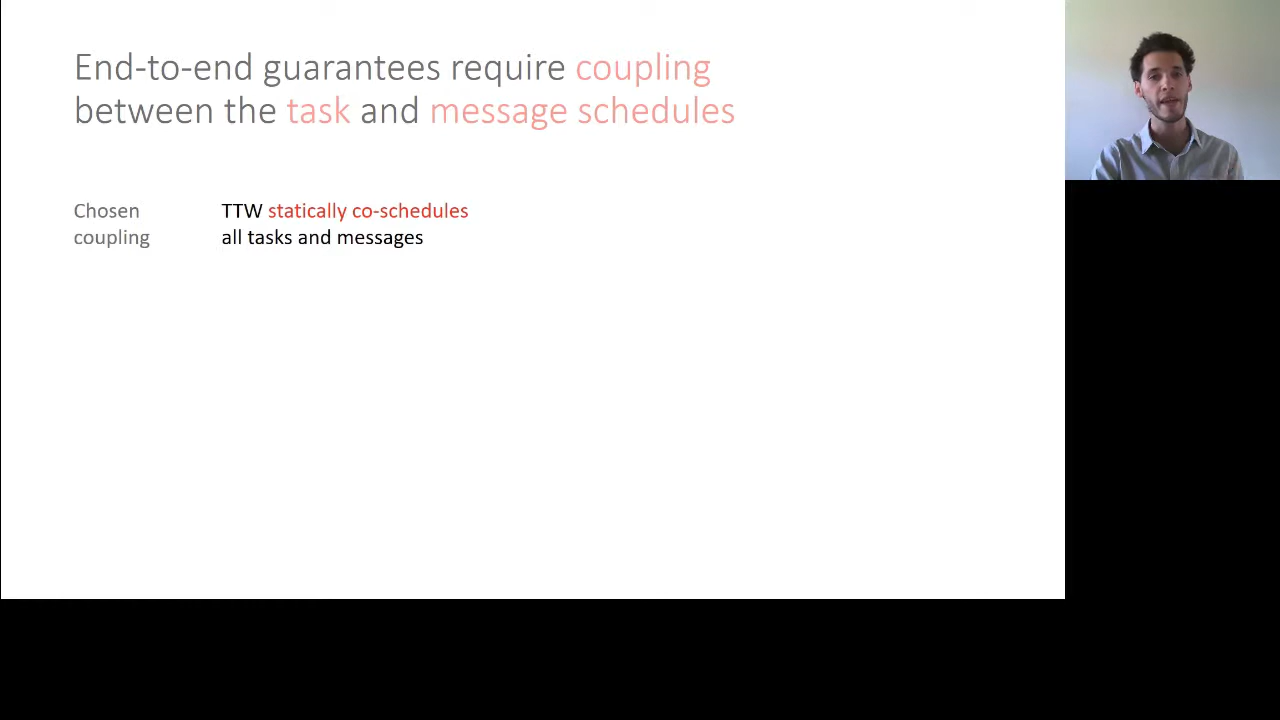 End-to-end guarantees require coupling
between the task and message schedules
Chosen
coupling
TTW statically co-schedules
all tasks and messages